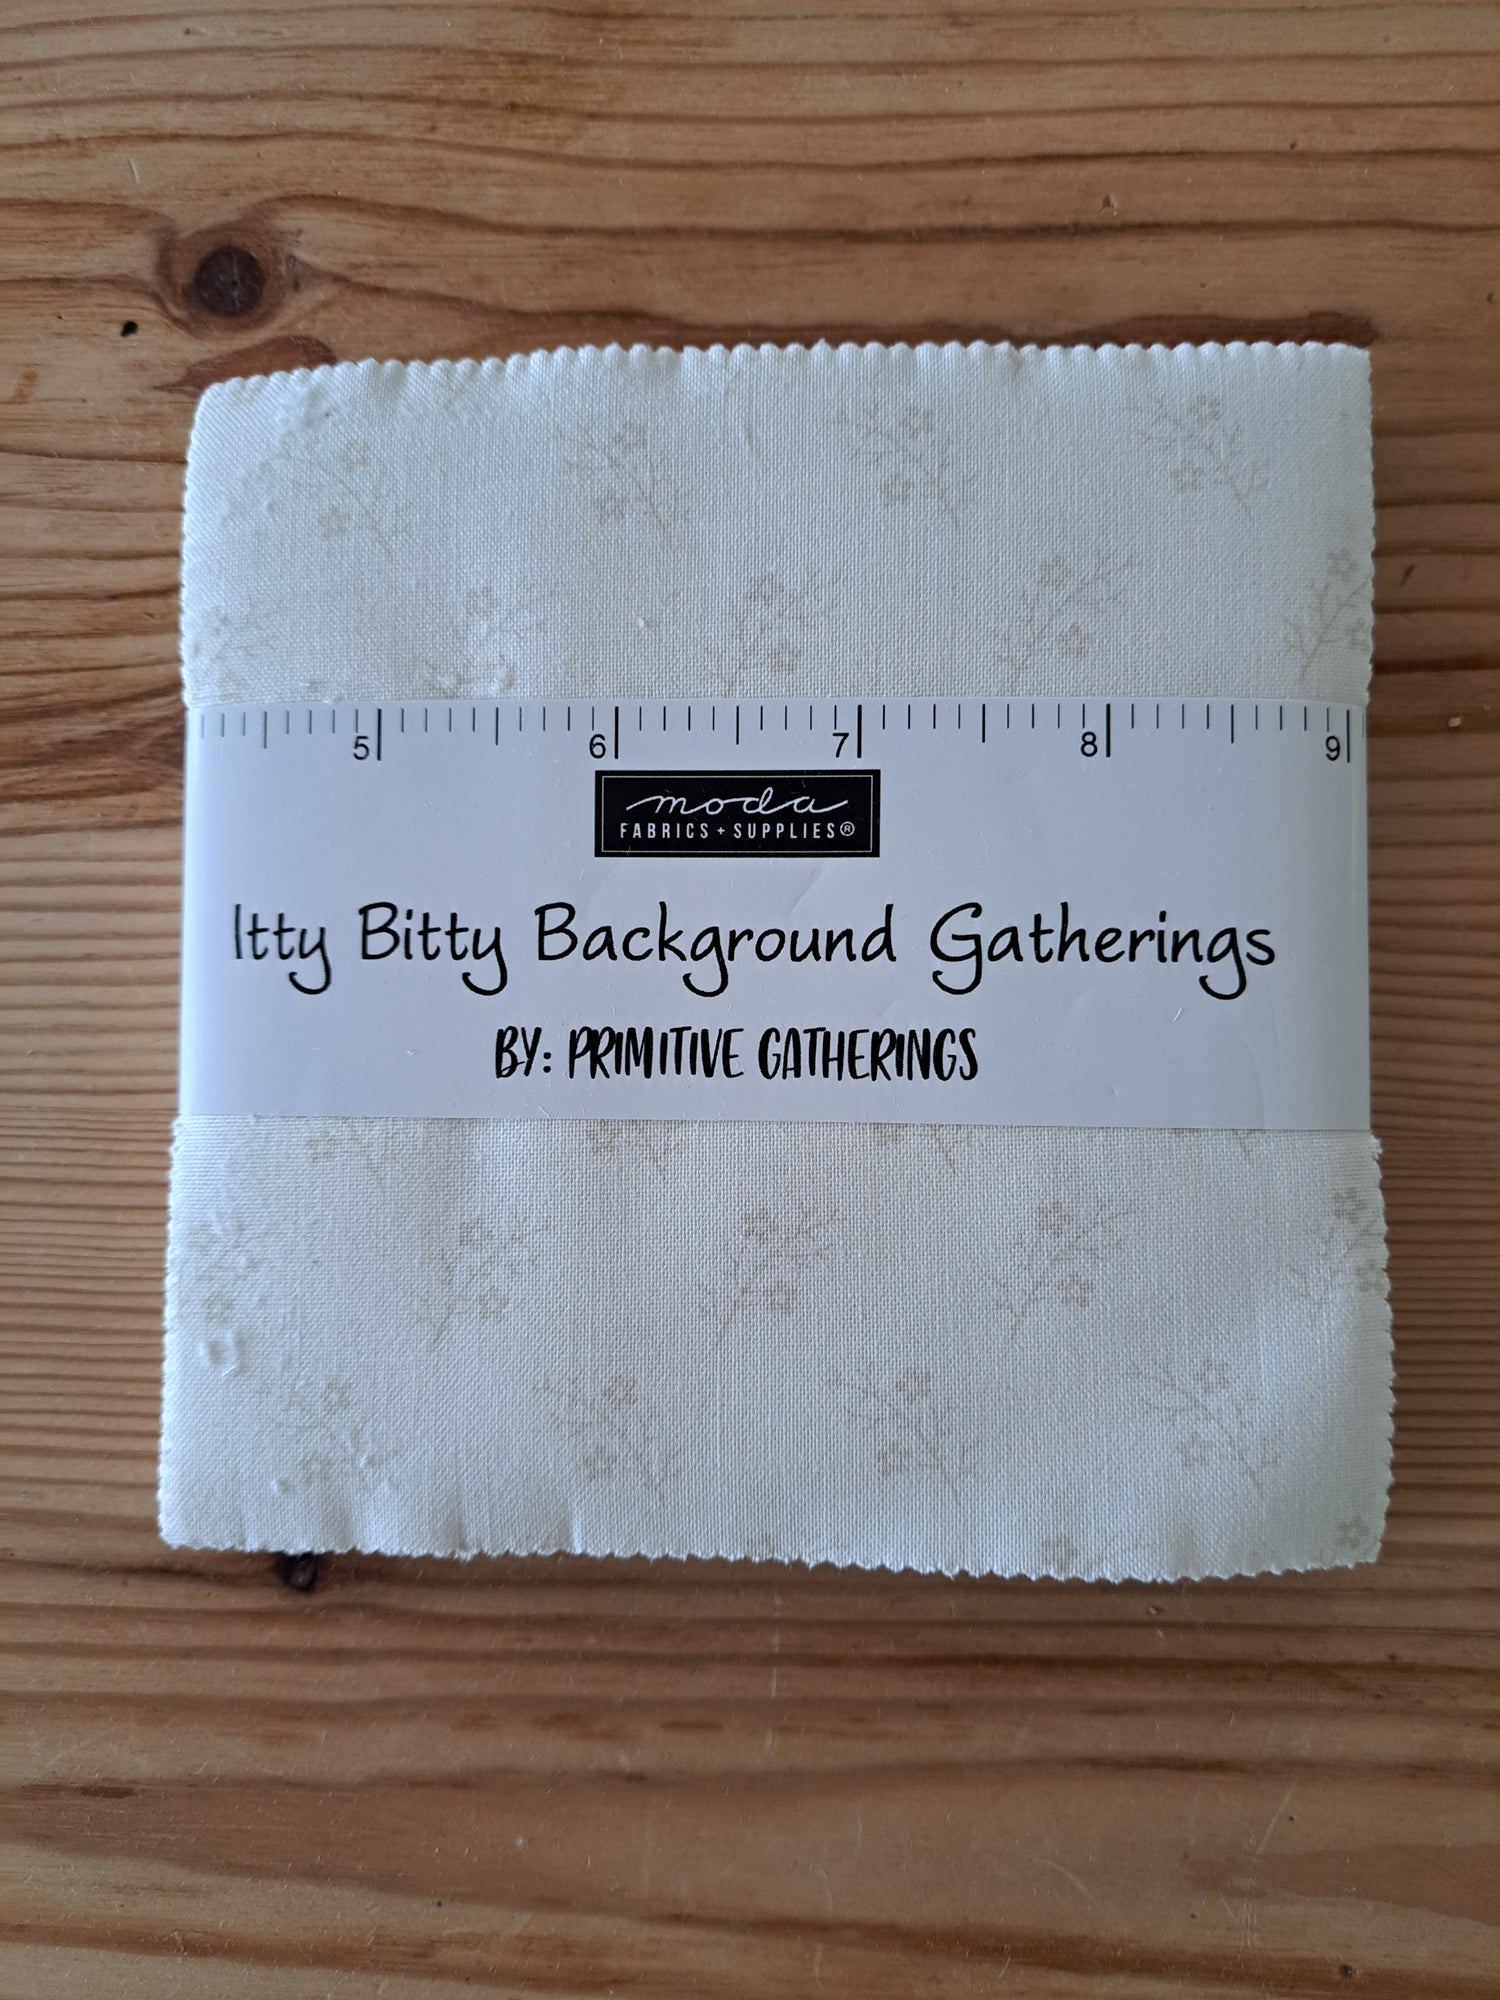 5 6 7 8 9
moda
FABRICS + SUPPLIES®
Itty Bitty Background Gatherings
BY: PRIMITIVE GATHERINGS